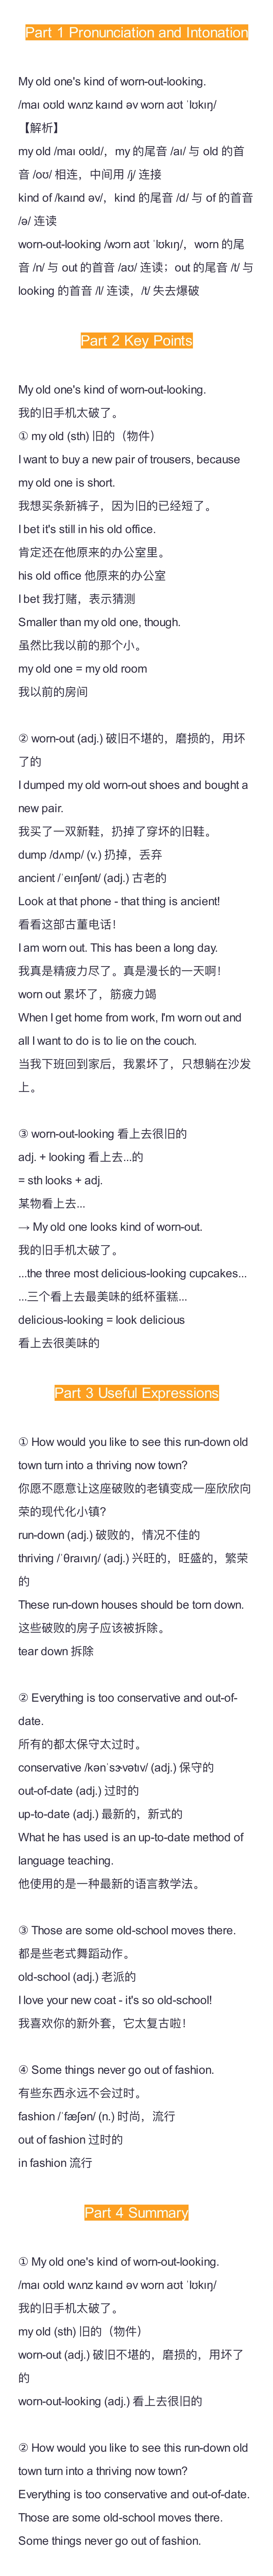 Part 1 Pronunciation and Intonation
My old one's kind of worn-out-looking.
/maɪ oʊld wʌnz kaɪnd əv wɔrn aʊt ˈlʊkɪŋ/
【解析】
my old /maɪ oʊld/，my 的尾音 /aɪ/ 与 old 的首
音 /oʊ/ 相连，中间用 /j/ 连接
kind of /kaɪnd əv/，kind 的尾音 /d/ 与 of 的首音
/ə/ 连读
worn-out-looking /wɔrn aʊt ˈlʊkɪŋ/，worn 的尾
音 /n/ 与 out 的首音 /aʊ/ 连读；out 的尾音 /t/ 与
looking 的首音 /l/ 连读，/t/ 失去爆破
Part 2 Key Points
My old one's kind of worn-out-looking.
我的旧手机太破了。
① my old (sth) 旧的（物件）
I want to buy a new pair of trousers, because
my old one is short.
我想买条新裤子，因为旧的已经短了。
I bet it's still in his old office.
肯定还在他原来的办公室里。
his old office 他原来的办公室
I bet 我打赌，表示猜测
Smaller than my old one, though.
虽然比我以前的那个小。
my old one = my old room
我以前的房间
② worn-out (adj.) 破旧不堪的，磨损的，用坏
了的
I dumped my old worn-out shoes and bought a
new pair.
我买了一双新鞋，扔掉了穿坏的旧鞋。
dump /dʌmp/ (v.) 扔掉，丢弃
ancient /ˈeɪnʃənt/ (adj.) 古老的
Look at that phone - that thing is ancient!
看看这部古董电话！
I am worn out. This has been a long day.
我真是精疲力尽了。真是漫长的一天啊！
worn out 累坏了，筋疲力竭
When I get home from work, I'm worn out and
all I want to do is to lie on the couch.
当我下班回到家后，我累坏了，只想躺在沙发
上。
③ worn-out-looking 看上去很旧的
adj. + looking 看上去...的
= sth looks + adj.
某物看上去...
→ My old one looks kind of worn-out.
我的旧手机太破了。
...the three most delicious-looking cupcakes...
...三个看上去最美味的纸杯蛋糕...
delicious-looking = look delicious
看上去很美味的
Part 3 Useful Expressions
① How would you like to see this run-down old
town turn into a thriving now town?
你愿不愿意让这座破败的老镇变成一座欣欣向
荣的现代化小镇?
run-down (adj.) 破败的，情况不佳的
thriving /ˈθraɪvɪŋ/ (adj.) 兴旺的，旺盛的，繁荣
的
These run-down houses should be torn down.
这些破败的房子应该被拆除。
tear down 拆除
② Everything is too conservative and out-of-
date.
所有的都太保守太过时。
conservative /kənˈsɝvətɪv/ (adj.) 保守的
out-of-date (adj.) 过时的
up-to-date (adj.) 最新的，新式的
What he has used is an up-to-date method of
language teaching.
他使用的是一种最新的语言教学法。
③ Those are some old-school moves there.
都是些老式舞蹈动作。
old-school (adj.) 老派的
I love your new coat - it's so old-school!
我喜欢你的新外套，它太复古啦！
④ Some things never go out of fashion.
有些东西永远不会过时。
fashion /ˈfæʃən/ (n.) 时尚，流行
out of fashion 过时的
in fashion 流行
Part 4 Summary
① My old one's kind of worn-out-looking.
/maɪ oʊld wʌnz kaɪnd əv wɔrn aʊt ˈlʊkɪŋ/
我的旧手机太破了。
my old (sth) 旧的（物件）
worn-out (adj.) 破旧不堪的，磨损的，用坏了
的
worn-out-looking (adj.) 看上去很旧的
② How would you like to see this run-down old
town turn into a thriving now town?
Everything is too conservative and out-of-date.
Those are some old-school moves there.
Some things never go out of fashion.